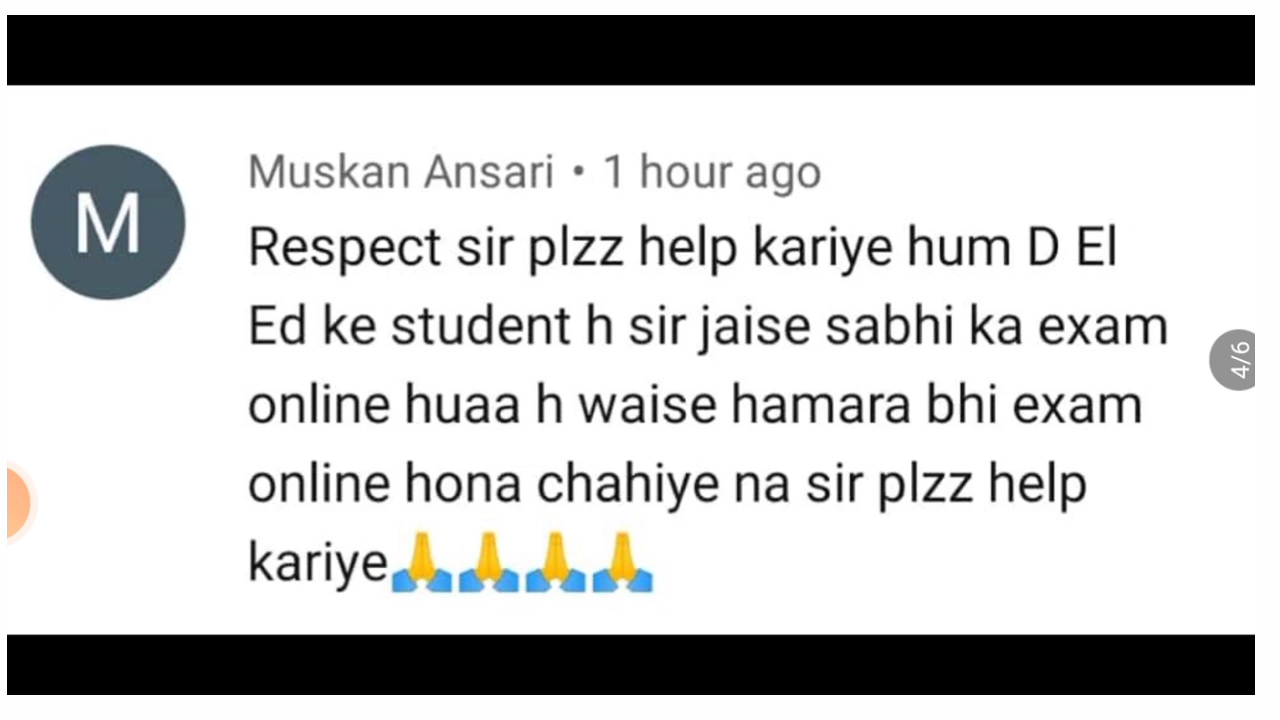 M
Muskan Ansari • 1 hour ago
Respect sir plzz help kariye hum D El
Ed ke student h sir jaise sabhi ka exam
online huaa h waise hamara bhi exam
online hona chahiye na sir plzz help
kariye🙏🙏🙏🙏
4/6